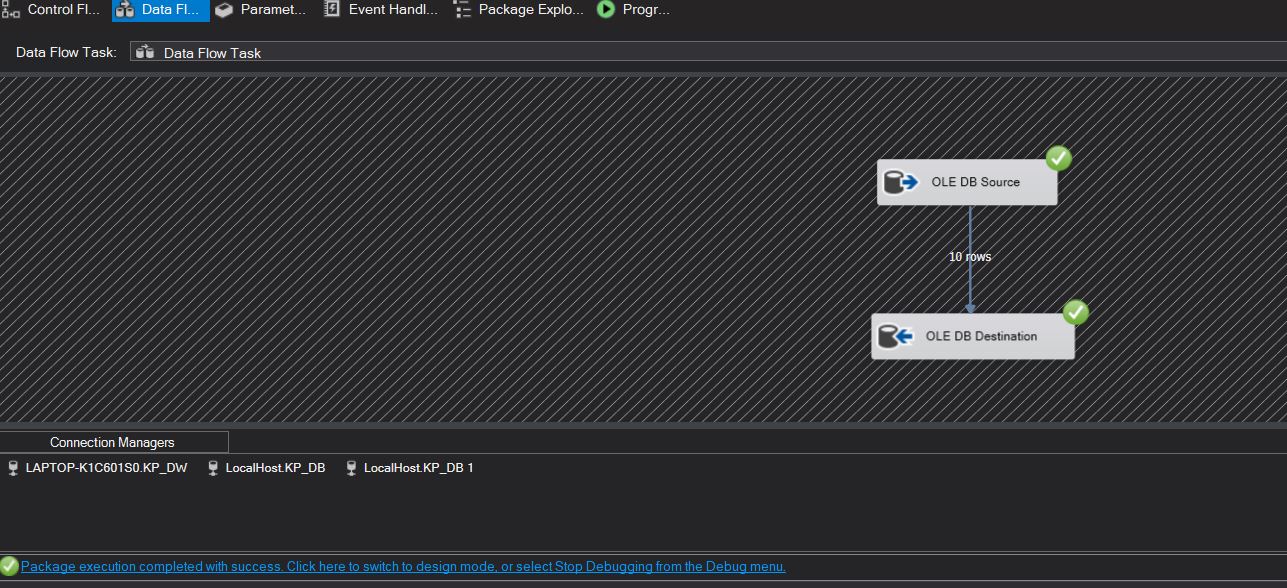 Control Fl... Data Fl... Paramet... Event Handl... Package Explo... Progr...
Data Flow Task: Data Flow Task
OLE DB Source
10 rows
OLE DB Destination
Connection Managers
LAPTOP-K1C601S0.KP_DW LocalHost.KP_DB LocalHost.KP_DB 1
Package execution completed with success. Click here to switch to design mode, or select Stop Debugging from the Debug menu.